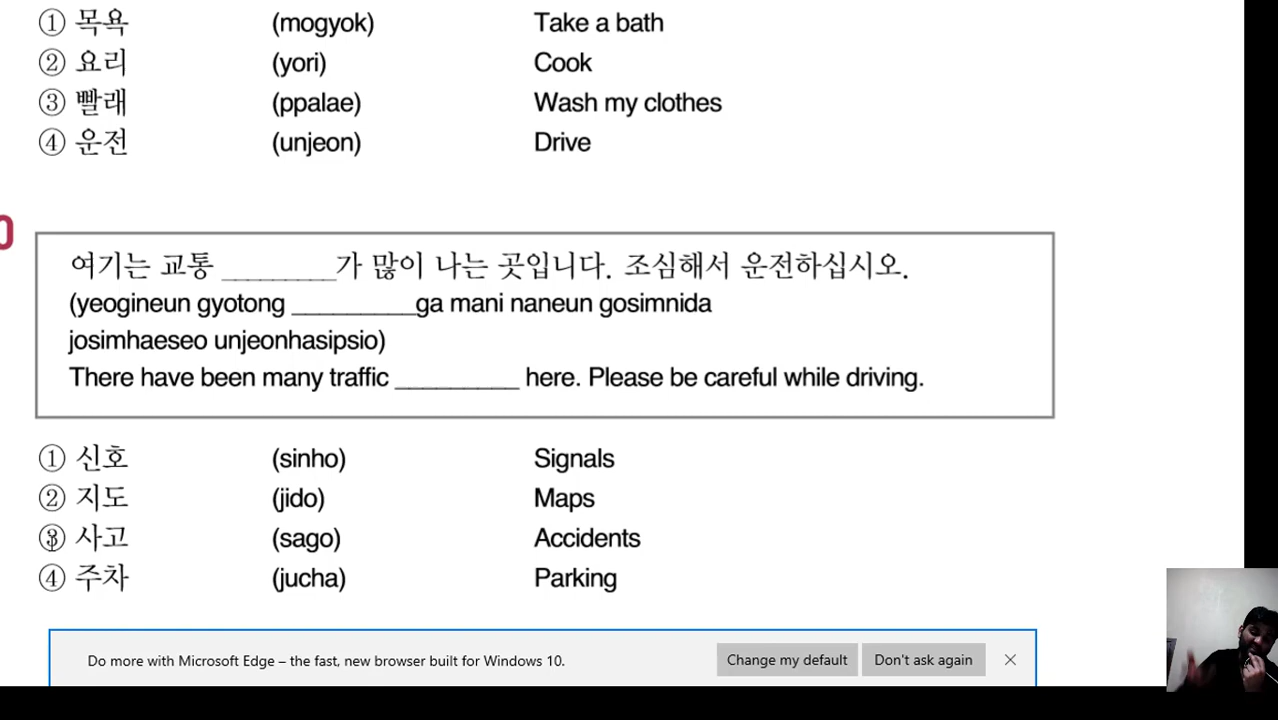 ① 목욕 (mogyok) Take a bath
② 요리 (yori) Cook
③ 빨래 (ppalae) Wash my clothes
④ 운전 (unjeon) Drive
0
여기는 교통 _________가 많이 나는 곳입니다. 조심해서 운전하십시오.
(yeogineun gyotong _________ga mani naneun gosimnida
josimhaeseo unjeonhasipsio)
There have been many traffic _________ here. Please be careful while driving.
① 신호 (sinho) Signals
② 지도 (jido) Maps
③ 사고 (sago) Accidents
④ 주차 (jucha) Parking
Do more with Microsoft Edge – the fast, new browser built for Windows 10. Change my default Don't ask again